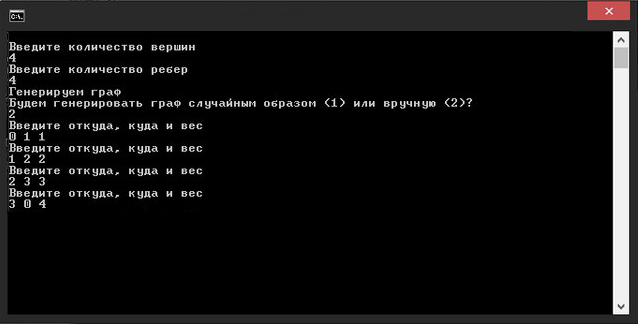 C:\.
Введите количество вершин
4
Введите количество ребер
4
Генерируем граф
Будем генерировать граф случайным образом (1) или вручную (2)?
2
Введите откуда, куда и вес
0 1 1
Введите откуда, куда и вес
1 2 2
Введите откуда, куда и вес
2 3 3
Введите откуда, куда и вес
3 0 4